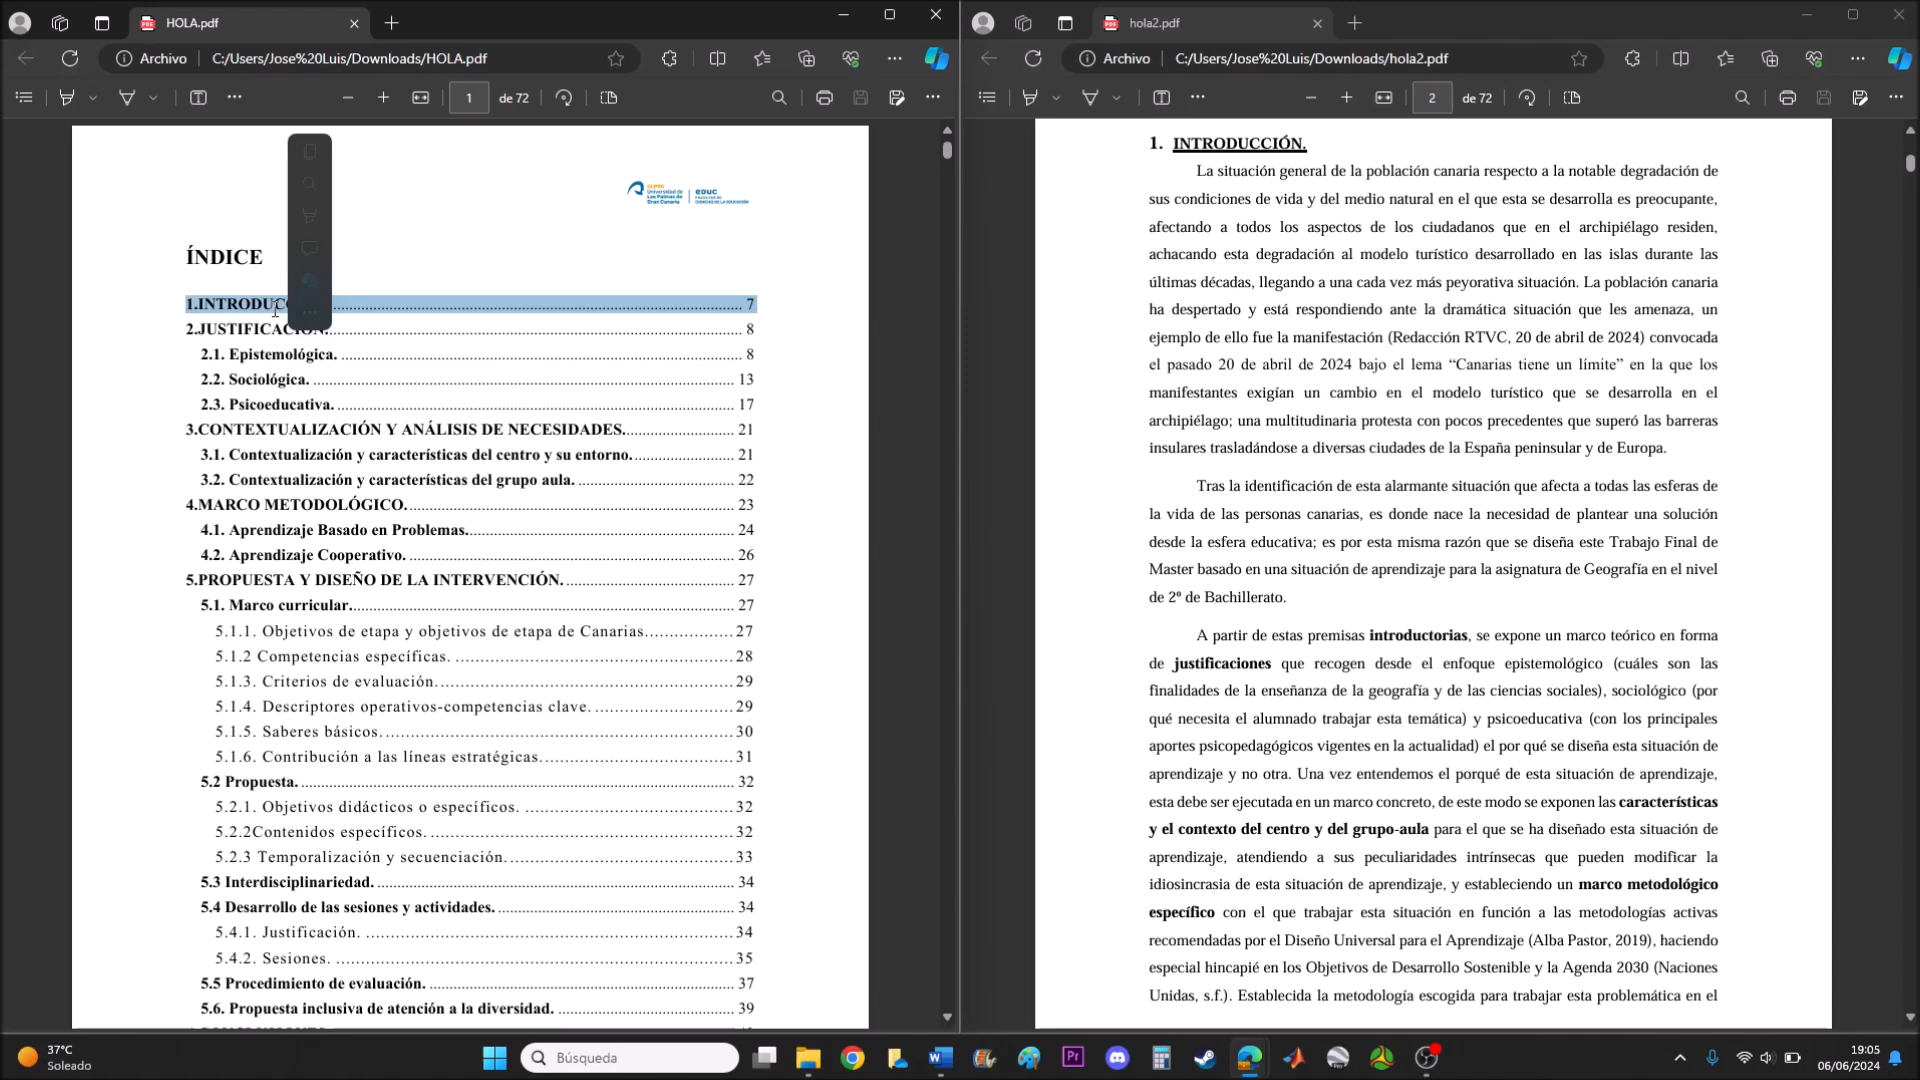 HOLA.pdf
Archivo
C:/Users/Jose%20Luis/Downloads/HOLA.pdf
1
de 72
ULPGC
Universidad de
Las Palmas de
Gran Canaria
EDUC
FACULTAD DE
CIENCIAS DE LA EDUCACIÓN
ÍNDICE
1.INTRODUC ........ 7
2.JUSTIFICACIÓN. ........ 8
2.1. Epistemológica. ........ 8
2.2. Sociológica. ........ 13
2.3. Psicoeducativa. ........ 17
3.CONTEXTUALIZACIÓN Y ANÁLISIS DE NECESIDADES. ........ 21
3.1. Contextualización y características del centro y su entorno. ........ 21
3.2. Contextualización y características del grupo aula. ........ 22
4.MARCO METODOLÓGICO. ........ 23
4.1. Aprendizaje Basado en Problemas. ........ 24
4.2. Aprendizaje Cooperativo. ........ 26
5.PROPUESTA Y DISEÑO DE LA INTERVENCIÓN. ........ 27
5.1. Marco curricular. ........ 27
5.1.1. Objetivos de etapa y objetivos de etapa de Canarias. ........ 27
5.1.2 Competencias específicas. ........ 28
5.1.3. Criterios de evaluación. ........ 29
5.1.4. Descriptores operativos-competencias clave. ........ 29
5.1.5. Saberes básicos. ........ 30
5.1.6. Contribución a las líneas estratégicas. ........ 31
5.2 Propuesta. ........ 32
5.2.1. Objetivos didácticos o específicos. ........ 32
5.2.2Contenidos específicos. ........ 32
5.2.3 Temporalización y secuenciación. ........ 33
5.3 Interdisciplinariedad. ........ 34
5.4 Desarrollo de las sesiones y actividades. ........ 34
5.4.1. Justificación. ........ 34
5.4.2. Sesiones. ........ 35
5.5 Procedimiento de evaluación. ........ 37
5.6. Propuesta inclusiva de atención a la diversidad. ........ 39
hola2.pdf
Archivo
C:/Users/Jose%20Luis/Downloads/hola2.pdf
2
de 72
1. INTRODUCCIÓN.
La situación general de la población canaria respecto a la notable degradación de
sus condiciones de vida y del medio natural en el que esta se desarrolla es preocupante,
afectando a todos los aspectos de los ciudadanos que en el archipiélago residen,
achacando esta degradación al modelo turístico desarrollado en las islas durante las
últimas décadas, llegando a una cada vez más peyorativa situación. La población canaria
ha despertado y está respondiendo ante la dramática situación que les amenaza, un
ejemplo de ello fue la manifestación (Redacción RTVC, 20 de abril de 2024) convocada
el pasado 20 de abril de 2024 bajo el lema “Canarias tiene un límite” en la que los
manifestantes exigían un cambio en el modelo turístico que se desarrolla en el
archipiélago; una multitudinaria protesta con pocos precedentes que superó las barreras
insulares trasladándose a diversas ciudades de la España peninsular y de Europa.
Tras la identificación de esta alarmante situación que afecta a todas las esferas de
la vida de las personas canarias, es donde nace la necesidad de plantear una solución
desde la esfera educativa; es por esta misma razón que se diseña este Trabajo Final de
Master basado en una situación de aprendizaje para la asignatura de Geografía en el nivel
de 2º de Bachillerato.
A partir de estas premisas introductorias, se expone un marco teórico en forma
de justificaciones que recogen desde el enfoque epistemológico (cuáles son las
finalidades de la enseñanza de la geografía y de las ciencias sociales), sociológico (por
qué necesita el alumnado trabajar esta temática) y psicoeducativa (con los principales
aportes psicopedagógicos vigentes en la actualidad) el por qué se diseña esta situación de
aprendizaje y no otra. Una vez entendemos el porqué de esta situación de aprendizaje,
esta debe ser ejecutada en un marco concreto, de este modo se exponen las características
y el contexto del centro y del grupo-aula para el que se ha diseñado esta situación de
aprendizaje, atendiendo a sus peculiaridades intrínsecas que pueden modificar la
idiosincrasia de esta situación de aprendizaje, y estableciendo un marco metodológico
específico con el que trabajar esta situación en función a las metodologías activas
recomendadas por el Diseño Universal para el Aprendizaje (Alba Pastor, 2019), haciendo
especial hincapié en los Objetivos de Desarrollo Sostenible y la Agenda 2030 (Naciones
Unidas, s.f.). Establecida la metodología escogida para trabajar esta problemática en el
37°C
Soleado
Búsqueda
Pr
19:05
06/06/2024